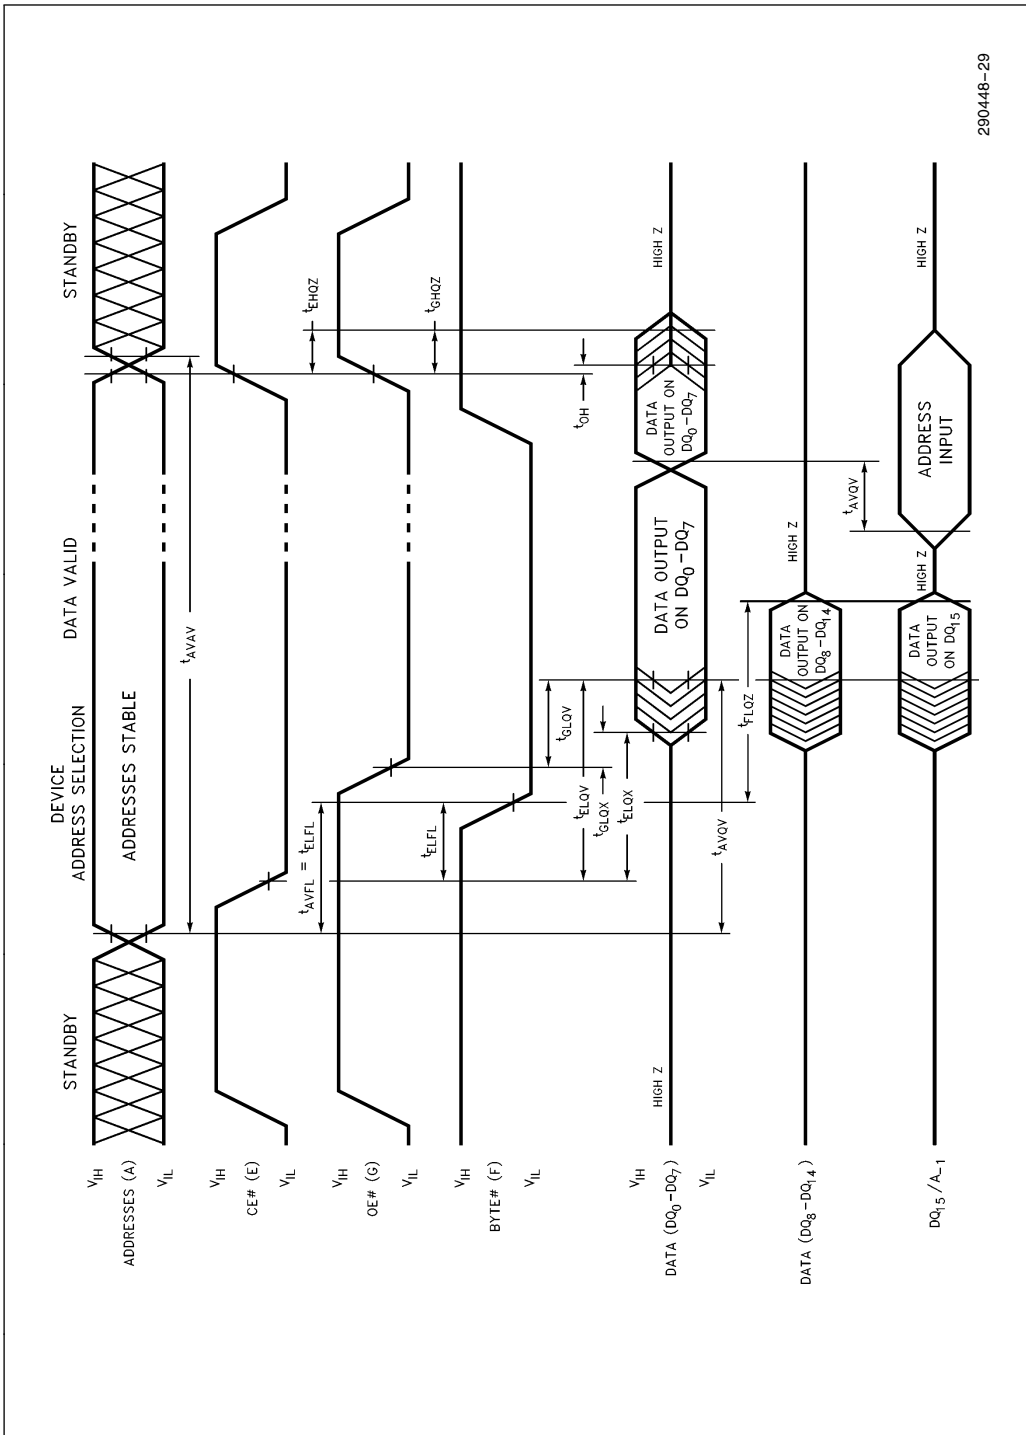 STANDBY
DEVICE
ADDRESS SELECTION
DATA VALID
STANDBY
V_IH
ADDRESSES (A)
V_IL
ADDRESSES STABLE
t_AVAV
V_IH
CE# (E)
V_IL
t_AVFL = t_ELFL
t_EHQZ
V_IH
OE# (G)
V_IL
t_ELFL
t_GHQZ
V_IH
BYTE# (F)
V_IL
t_GLQV
t_ELQV
t_GLQX
t_ELQX
t_OH
V_IH
DATA (DQ_0-DQ_7)
V_IL
HIGH Z
DATA OUTPUT
ON DQ_0-DQ_7
DATA
OUTPUT ON
DQ_0-DQ_7
HIGH Z
t_AVQV
t_FLQZ
DATA (DQ_8-DQ_14)
DATA
OUTPUT ON
DQ_8-DQ_14
HIGH Z
t_AVQV
DQ_15/A_-1
DATA
OUTPUT
ON DQ_15
HIGH Z
ADDRESS
INPUT
HIGH Z
290448-29